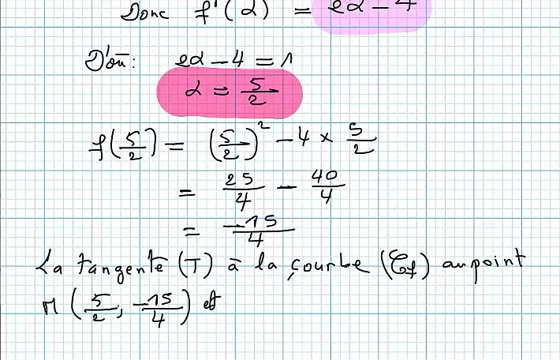 Donc f'(α) = 2α - 4
D'où : 2α - 4 = 1
α = 5/2
f(5/2) = (5/2)² - 4 × 5/2
= 25/4 - 40/4
= -15/4
La tangente (T) à la courbe (Cf) au point
M (5/2 ; -15/4) et